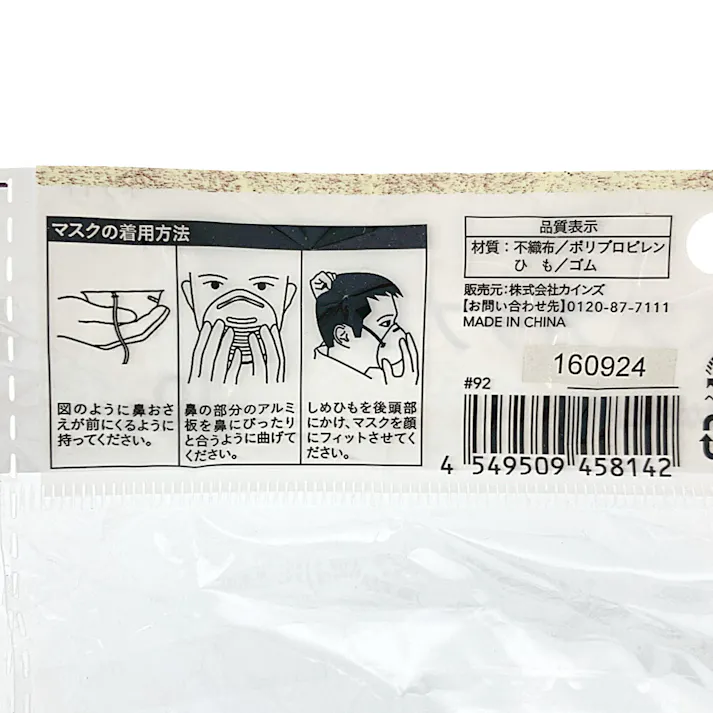 マスクの着用方法
図のように鼻おさ
えが前にくるように
持ってください。
鼻の部分のアルミ
板を鼻にぴったり
と合うように曲げて
ください。
しめひもを後頭部
にかけ、マスクを顔
にフィットさせてくだ
さい。
品質表示
材質：不織布／ポリプロピレン
ひ も／ゴム
販売元：株式会社カインズ
【お問い合わせ先】0120-87-7111
MADE IN CHINA
160924
#92
4 549509 458142